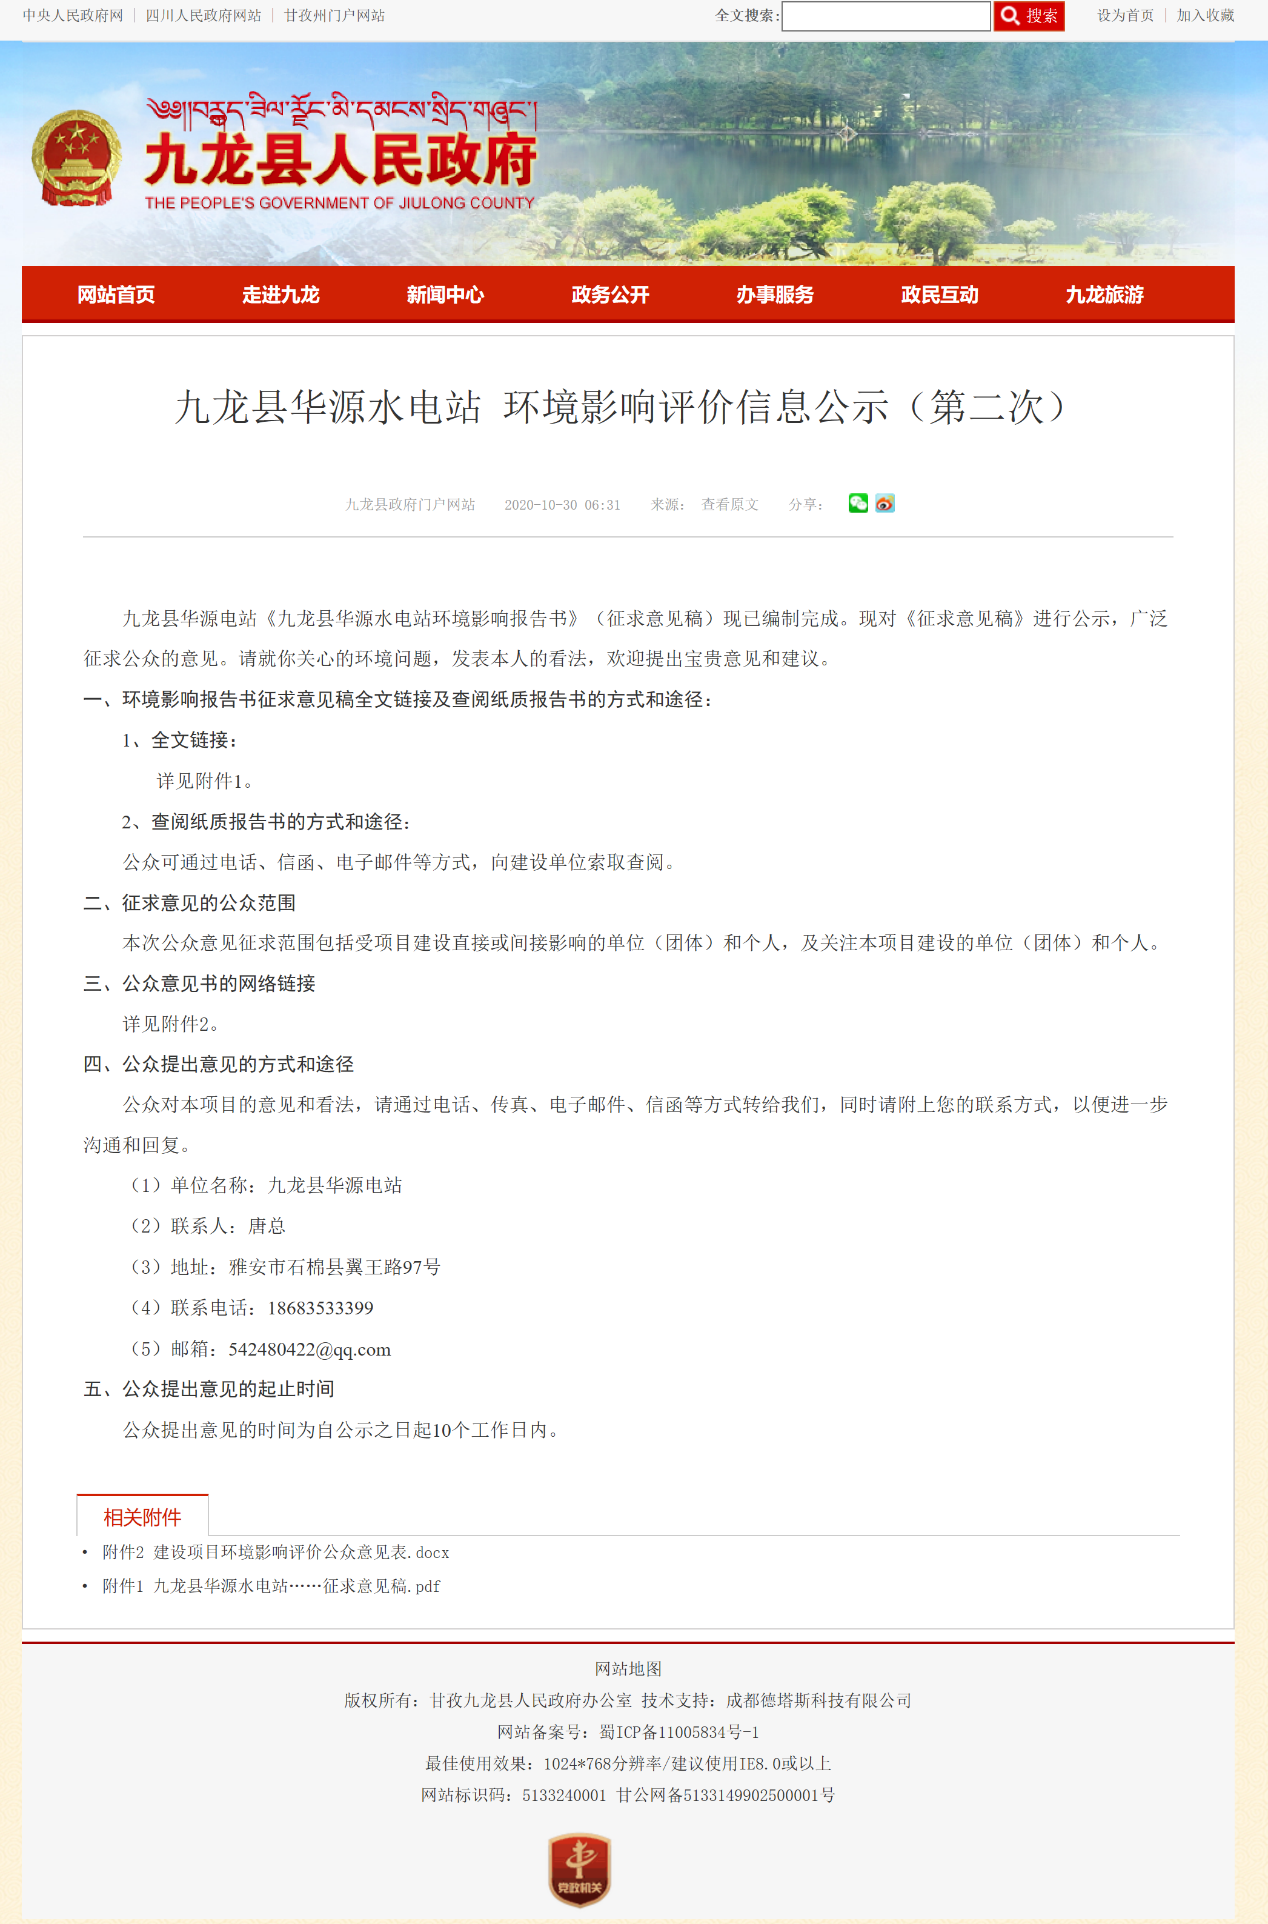 中央人民政府网 | 四川人民政府网站 | 甘孜州门户网站 全文搜索: 搜索 设为首页 | 加入收藏
༄༅།།བརྒྱད་ཟིལ་རྫོང་མི་དམངས་སྲིད་གཞུང་།
九龙县人民政府
THE PEOPLE'S GOVERNMENT OF JIULONG COUNTY
网站首页 走进九龙 新闻中心 政务公开 办事服务 政民互动 九龙旅游
九龙县华源水电站 环境影响评价信息公示（第二次）
九龙县政府门户网站 2020-10-30 06:31 来源： 查看原文 分享：
九龙县华源电站《九龙县华源水电站环境影响报告书》（征求意见稿）现已编制完成。现对《征求意见稿》进行公示，广泛
征求公众的意见。请就你关心的环境问题，发表本人的看法，欢迎提出宝贵意见和建议。
一、环境影响报告书征求意见稿全文链接及查阅纸质报告书的方式和途径：
1、全文链接：
详见附件1。
2、查阅纸质报告书的方式和途径：
公众可通过电话、信函、电子邮件等方式，向建设单位索取查阅。
二、征求意见的公众范围
本次公众意见征求范围包括受项目建设直接或间接影响的单位（团体）和个人，及关注本项目建设的单位（团体）和个人。
三、公众意见书的网络链接
详见附件2。
四、公众提出意见的方式和途径
公众对本项目的意见和看法，请通过电话、传真、电子邮件、信函等方式转给我们，同时请附上您的联系方式，以便进一步
沟通和回复。
（1）单位名称：九龙县华源电站
（2）联系人：唐总
（3）地址：雅安市石棉县翼王路97号
（4）联系电话：18683533399
（5）邮箱：542480422@qq.com
五、公众提出意见的起止时间
公众提出意见的时间为自公示之日起10个工作日内。
相关附件
• 附件2 建设项目环境影响评价公众意见表.docx
• 附件1 九龙县华源水电站……征求意见稿.pdf
网站地图
版权所有：甘孜九龙县人民政府办公室 技术支持：成都德塔斯科技有限公司
网站备案号：蜀ICP备11005834号-1
最佳使用效果：1024*768分辨率/建议使用IE8.0或以上
网站标识码：5133240001 甘公网备5133149902500001号
党政机关